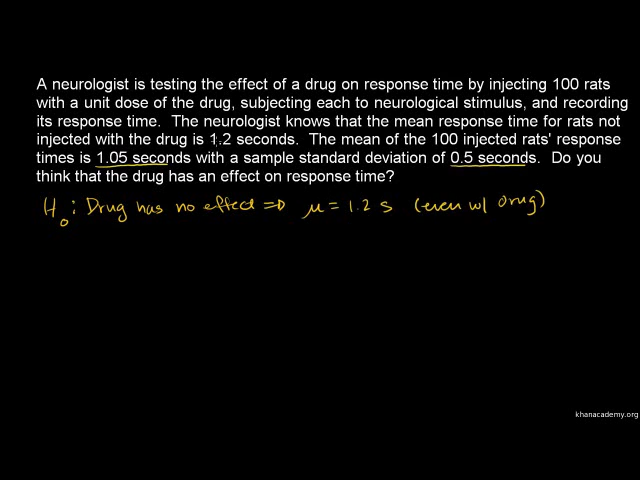 A neurologist is testing the effect of a drug on response time by injecting 100 rats
with a unit dose of the drug, subjecting each to neurological stimulus, and recording
its response time.  The neurologist knows that the mean response time for rats not
injected with the drug is 1.2 seconds.  The mean of the 100 injected rats' response
times is 1.05 seconds with a sample standard deviation of 0.5 seconds.  Do you
think that the drug has an effect on response time?
H₀: Drug has no effect ⇒ μ = 1.2 s (even w/ drug)
khanacademy.org